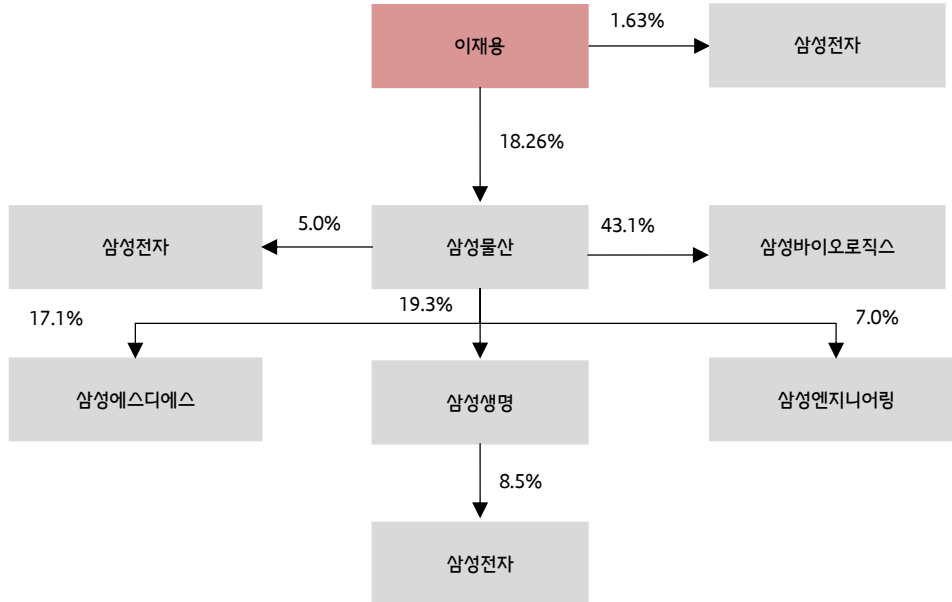 이재용
1.63%
삼성전자
18.26%
삼성전자
5.0%
삼성물산
43.1%
삼성바이오로직스
17.1%
19.3%
7.0%
삼성에스디에스
삼성생명
삼성엔지니어링
8.5%
삼성전자